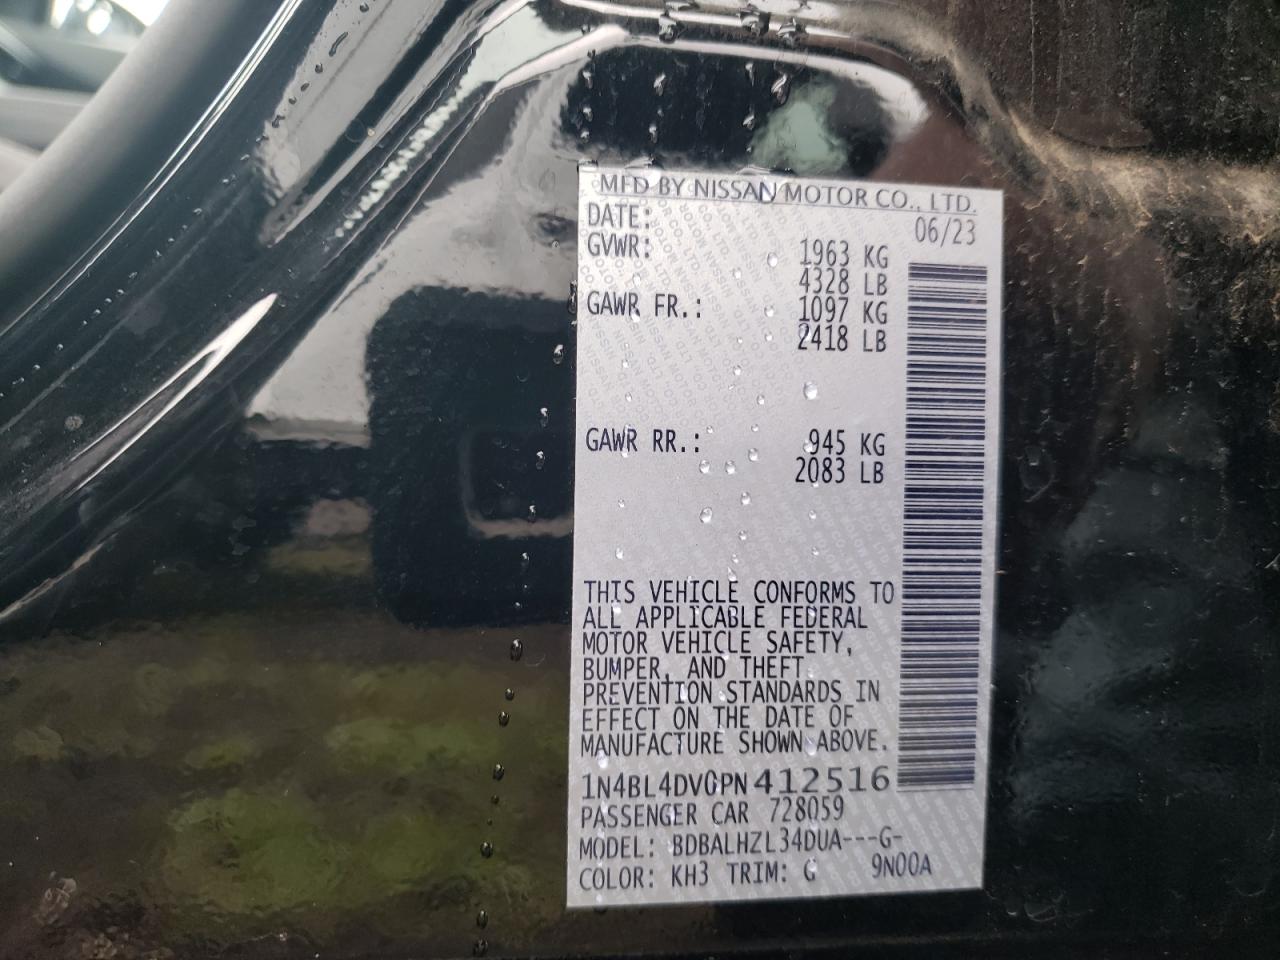 MFD BY NISSAN MOTOR CO., LTD.
DATE: 06/23
GVWR: 1963 KG
4328 LB
GAWR FR.: 1097 KG
2418 LB
GAWR RR.: 945 KG
2083 LB
THIS VEHICLE CONFORMS TO
ALL APPLICABLE FEDERAL
MOTOR VEHICLE SAFETY,
BUMPER, AND THEFT
PREVENTION STANDARDS IN
EFFECT ON THE DATE OF
MANUFACTURE SHOWN ABOVE.
1N4BL4DV0PN412516
PASSENGER CAR 728059
MODEL: BDBALHZL34DUA---G-
COLOR: KH3 TRIM: G 9N00A